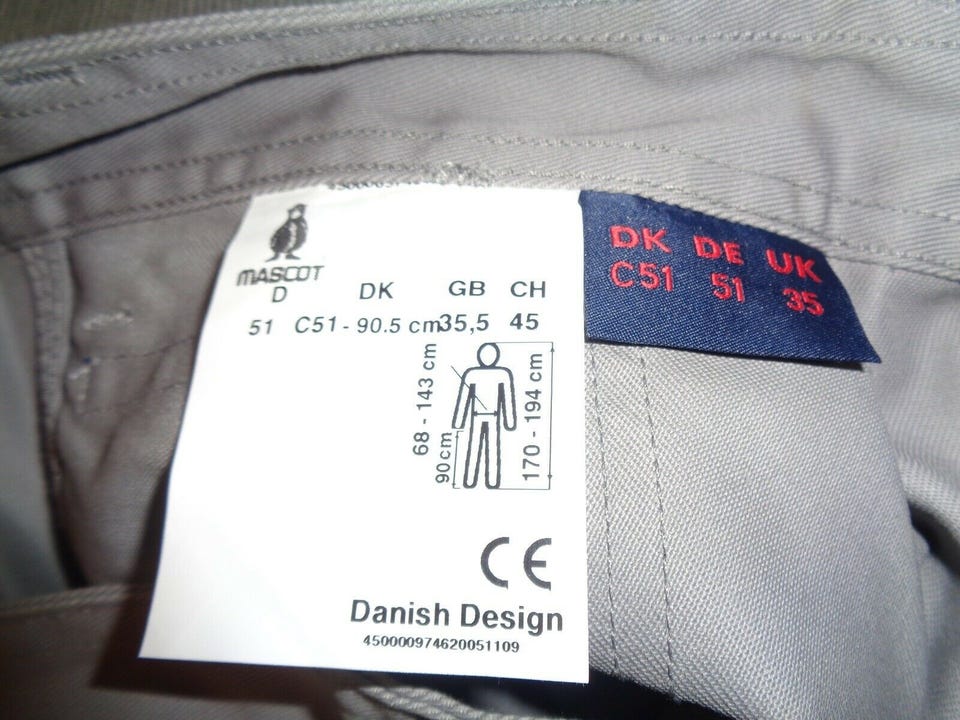 MASCOT
D DK GB CH
51 C51 - 90.5 cm 35,5 45
68 - 143 cm
90cm
170 - 194 cm
CE
Danish Design
450000974620051109
DK DE UK
C51 51 35